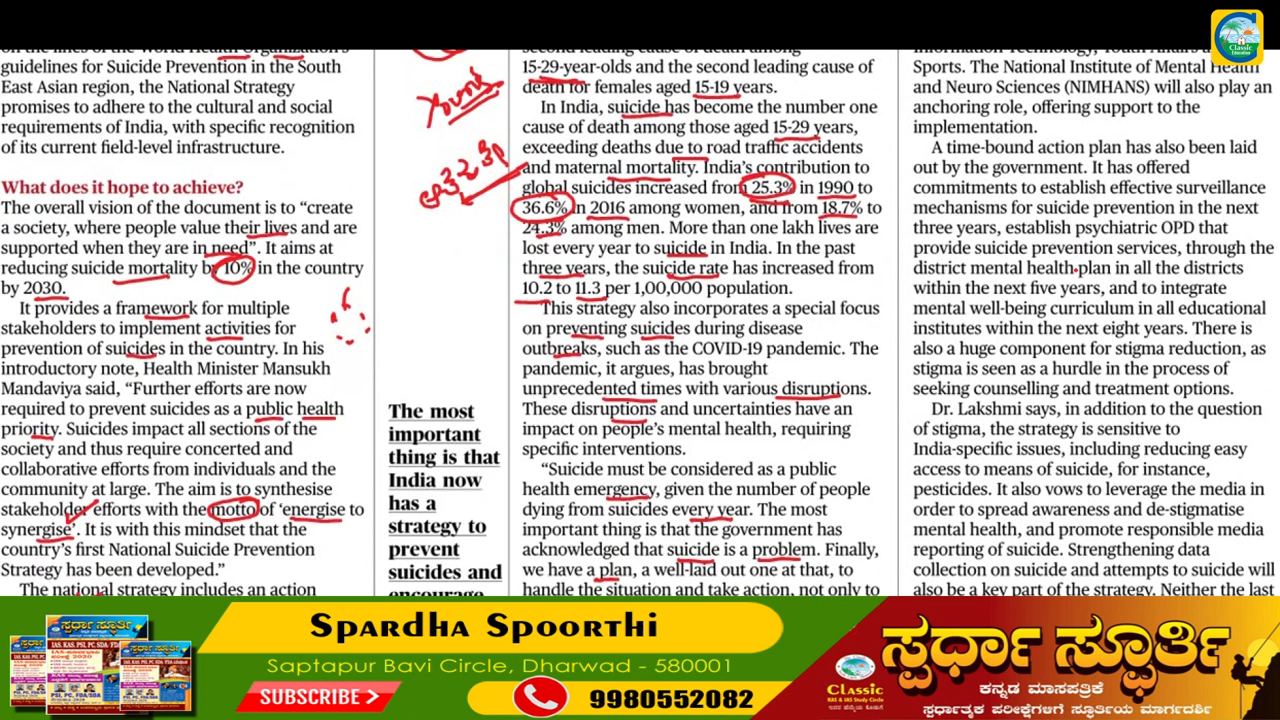 on the lines of the World Health Organization's
guidelines for Suicide Prevention in the South
East Asian region, the National Strategy
promises to adhere to the cultural and social
requirements of India, with specific recognition
of its current field-level infrastructure.
What does it hope to achieve?
The overall vision of the document is to “create
a society, where people value their lives and are
supported when they are in need”. It aims at
reducing suicide mortality by 10% in the country
by 2030.
It provides a framework for multiple
stakeholders to implement activities for
prevention of suicides in the country. In his
introductory note, Health Minister Mansukh
Mandaviya said, “Further efforts are now
required to prevent suicides as a public health
priority. Suicides impact all sections of the
society and thus require concerted and
collaborative efforts from individuals and the
community at large. The aim is to synthesise
stakeholder efforts with the motto of ‘energise to
synergise’. It is with this mindset that the
country’s first National Suicide Prevention
Strategy has been developed.”
The national strategy includes an action
The most
important
thing is that
India now
has a
strategy to
prevent
suicides and
encourage
second leading cause of death among
15-29-year-olds and the second leading cause of
death for females aged 15-19 years.
In India, suicide has become the number one
cause of death among those aged 15-29 years,
exceeding deaths due to road traffic accidents
and maternal mortality. India’s contribution to
global suicides increased from 25.3% in 1990 to
36.6% in 2016 among women, and from 18.7% to
24.3% among men. More than one lakh lives are
lost every year to suicide in India. In the past
three years, the suicide rate has increased from
10.2 to 11.3 per 1,00,000 population.
This strategy also incorporates a special focus
on preventing suicides during disease
outbreaks, such as the COVID-19 pandemic. The
pandemic, it argues, has brought
unprecedented times with various disruptions.
These disruptions and uncertainties have an
impact on people’s mental health, requiring
specific interventions.
“Suicide must be considered as a public
health emergency, given the number of people
dying from suicides every year. The most
important thing is that the government has
acknowledged that suicide is a problem. Finally,
we have a plan, a well-laid out one at that, to
handle the situation and take action, not only to
Sports. The National Institute of Mental Health
and Neuro Sciences (NIMHANS) will also play an
anchoring role, offering support to the
implementation.
A time-bound action plan has also been laid
out by the government. It has offered
commitments to establish effective surveillance
mechanisms for suicide prevention in the next
three years, establish psychiatric OPD that
provide suicide prevention services, through the
district mental health plan in all the districts
within the next five years, and to integrate
mental well-being curriculum in all educational
institutes within the next eight years. There is
also a huge component for stigma reduction, as
stigma is seen as a hurdle in the process of
seeking counselling and treatment options.
Dr. Lakshmi says, in addition to the question
of stigma, the strategy is sensitive to
India-specific issues, including reducing easy
access to means of suicide, for instance,
pesticides. It also vows to leverage the media in
order to spread awareness and de-stigmatise
mental health, and promote responsible media
reporting of suicide. Strengthening data
collection on suicide and attempts to suicide will
also be a key part of the strategy. Neither the last
Classic
Education
Spardha Spoorthi
Saptapur Bavi Circle Dharwad - 580001
SUBSCRIBE >
9980552082
Classic
KAS & IAS Study Circle
ಸ್ಪರ್ಧಾ ಸ್ಫೂರ್ತಿ
ಕನ್ನಡ ಮಾಸಪತ್ರಿಕೆ
ಸ್ಪರ್ಧಾತ್ಮಕ ಪರೀಕ್ಷೆಗಳಿಗೆ ಸ್ಫೂರ್ತಿಯ ಮಾರ್ಗದರ್ಶಿ